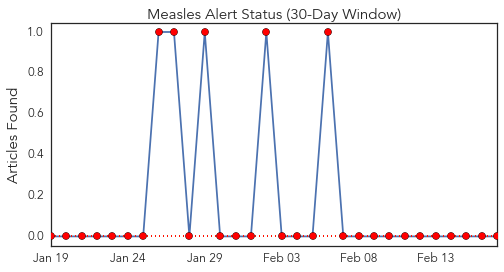 Measles Alert Status (30-Day Window)
Articles Found
1.0
0.8
0.6
0.4
0.2
0.0
Jan 19 Jan 24 Jan 29 Feb 03 Feb 08 Feb 13